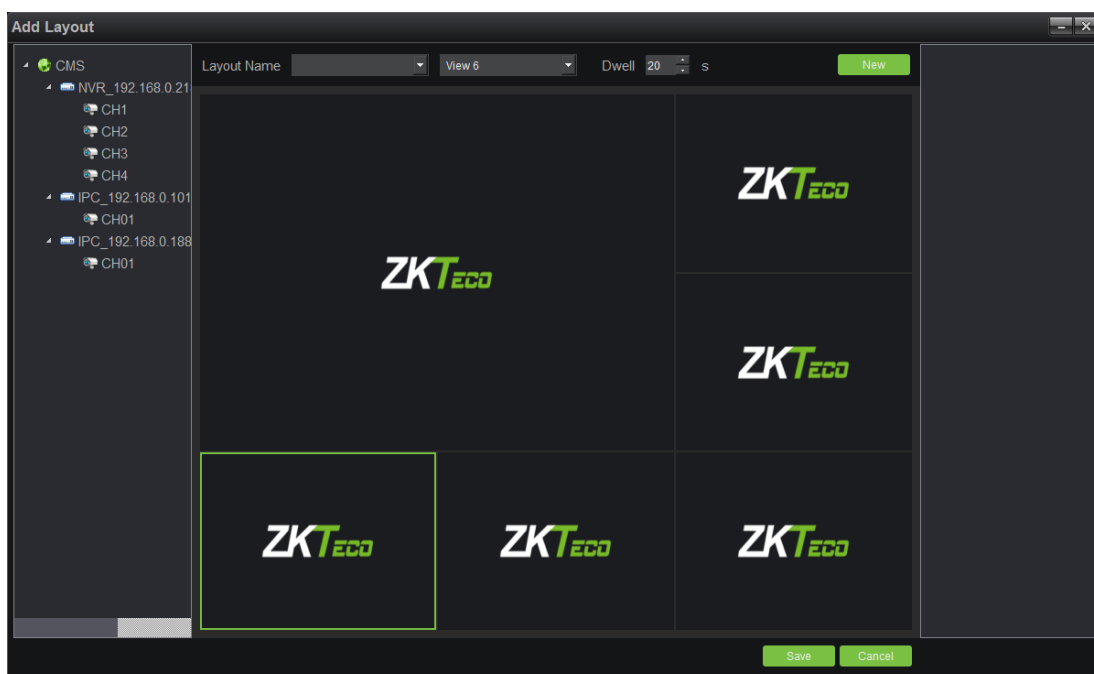 Add Layout
CMS
NVR_192.168.0.21
CH1
CH2
CH3
CH4
IPC_192.168.0.101
CH01
IPC_192.168.0.188
CH01
Layout Name View 6 Dwell 20 s New
ZKTECO
ZKTECO
ZKTECO
ZKTECO ZKTECO ZKTECO
Save Cancel